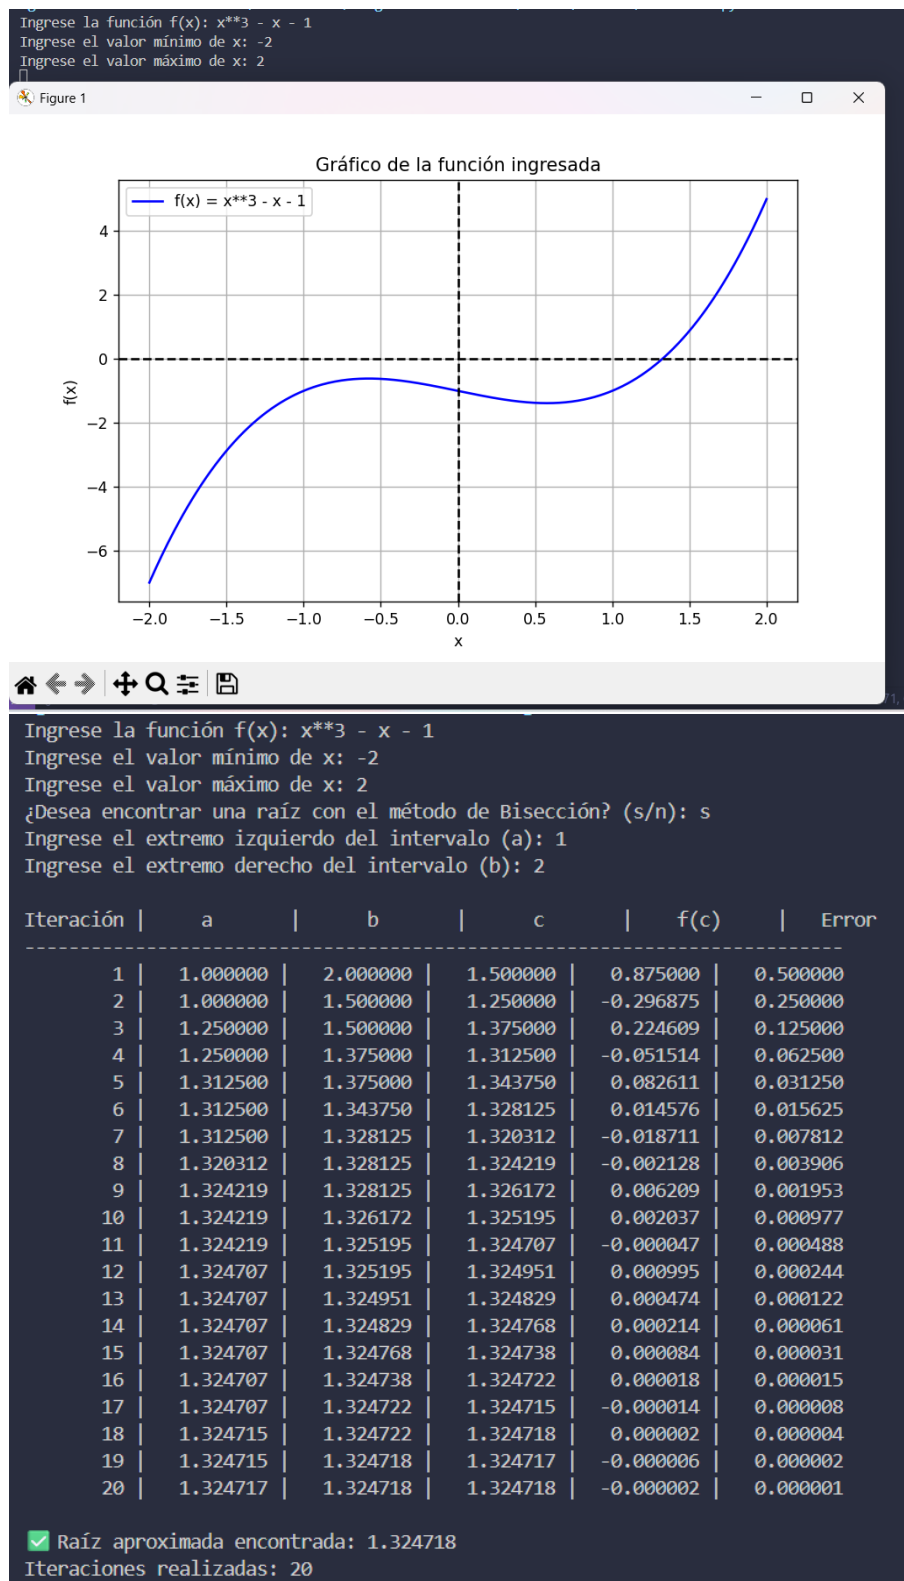 Ingrese la función f(x): x**3 - x - 1
Ingrese el valor mínimo de x: -2
Ingrese el valor máximo de x: 2
Figure 1
Gráfico de la función ingresada
f(x) = x**3 - x - 1
4
2
0
−2
−4
−6
f(x)
−2.0 −1.5 −1.0 −0.5 0.0 0.5 1.0 1.5 2.0
x
Ingrese la función f(x): x**3 - x - 1
Ingrese el valor mínimo de x: -2
Ingrese el valor máximo de x: 2
¿Desea encontrar una raíz con el método de Bisección? (s/n): s
Ingrese el extremo izquierdo del intervalo (a): 1
Ingrese el extremo derecho del intervalo (b): 2
Iteración | a | b | c | f(c) | Error
--------------------------------------------------------------------------
1 | 1.000000 | 2.000000 | 1.500000 | 0.875000 | 0.500000
2 | 1.000000 | 1.500000 | 1.250000 | -0.296875 | 0.250000
3 | 1.250000 | 1.500000 | 1.375000 | 0.224609 | 0.125000
4 | 1.250000 | 1.375000 | 1.312500 | -0.051514 | 0.062500
5 | 1.312500 | 1.375000 | 1.343750 | 0.082611 | 0.031250
6 | 1.312500 | 1.343750 | 1.328125 | 0.014576 | 0.015625
7 | 1.312500 | 1.328125 | 1.320312 | -0.018711 | 0.007812
8 | 1.320312 | 1.328125 | 1.324219 | -0.002128 | 0.003906
9 | 1.324219 | 1.328125 | 1.326172 | 0.006209 | 0.001953
10 | 1.324219 | 1.326172 | 1.325195 | 0.002037 | 0.000977
11 | 1.324219 | 1.325195 | 1.324707 | -0.000047 | 0.000488
12 | 1.324707 | 1.325195 | 1.324951 | 0.000995 | 0.000244
13 | 1.324707 | 1.324951 | 1.324829 | 0.000474 | 0.000122
14 | 1.324707 | 1.324829 | 1.324768 | 0.000214 | 0.000061
15 | 1.324707 | 1.324768 | 1.324738 | 0.000084 | 0.000031
16 | 1.324707 | 1.324738 | 1.324722 | 0.000018 | 0.000015
17 | 1.324707 | 1.324722 | 1.324715 | -0.000014 | 0.000008
18 | 1.324715 | 1.324722 | 1.324718 | 0.000002 | 0.000004
19 | 1.324715 | 1.324718 | 1.324717 | -0.000006 | 0.000002
20 | 1.324717 | 1.324718 | 1.324718 | -0.000002 | 0.000001
✅ Raíz aproximada encontrada: 1.324718
Iteraciones realizadas: 20